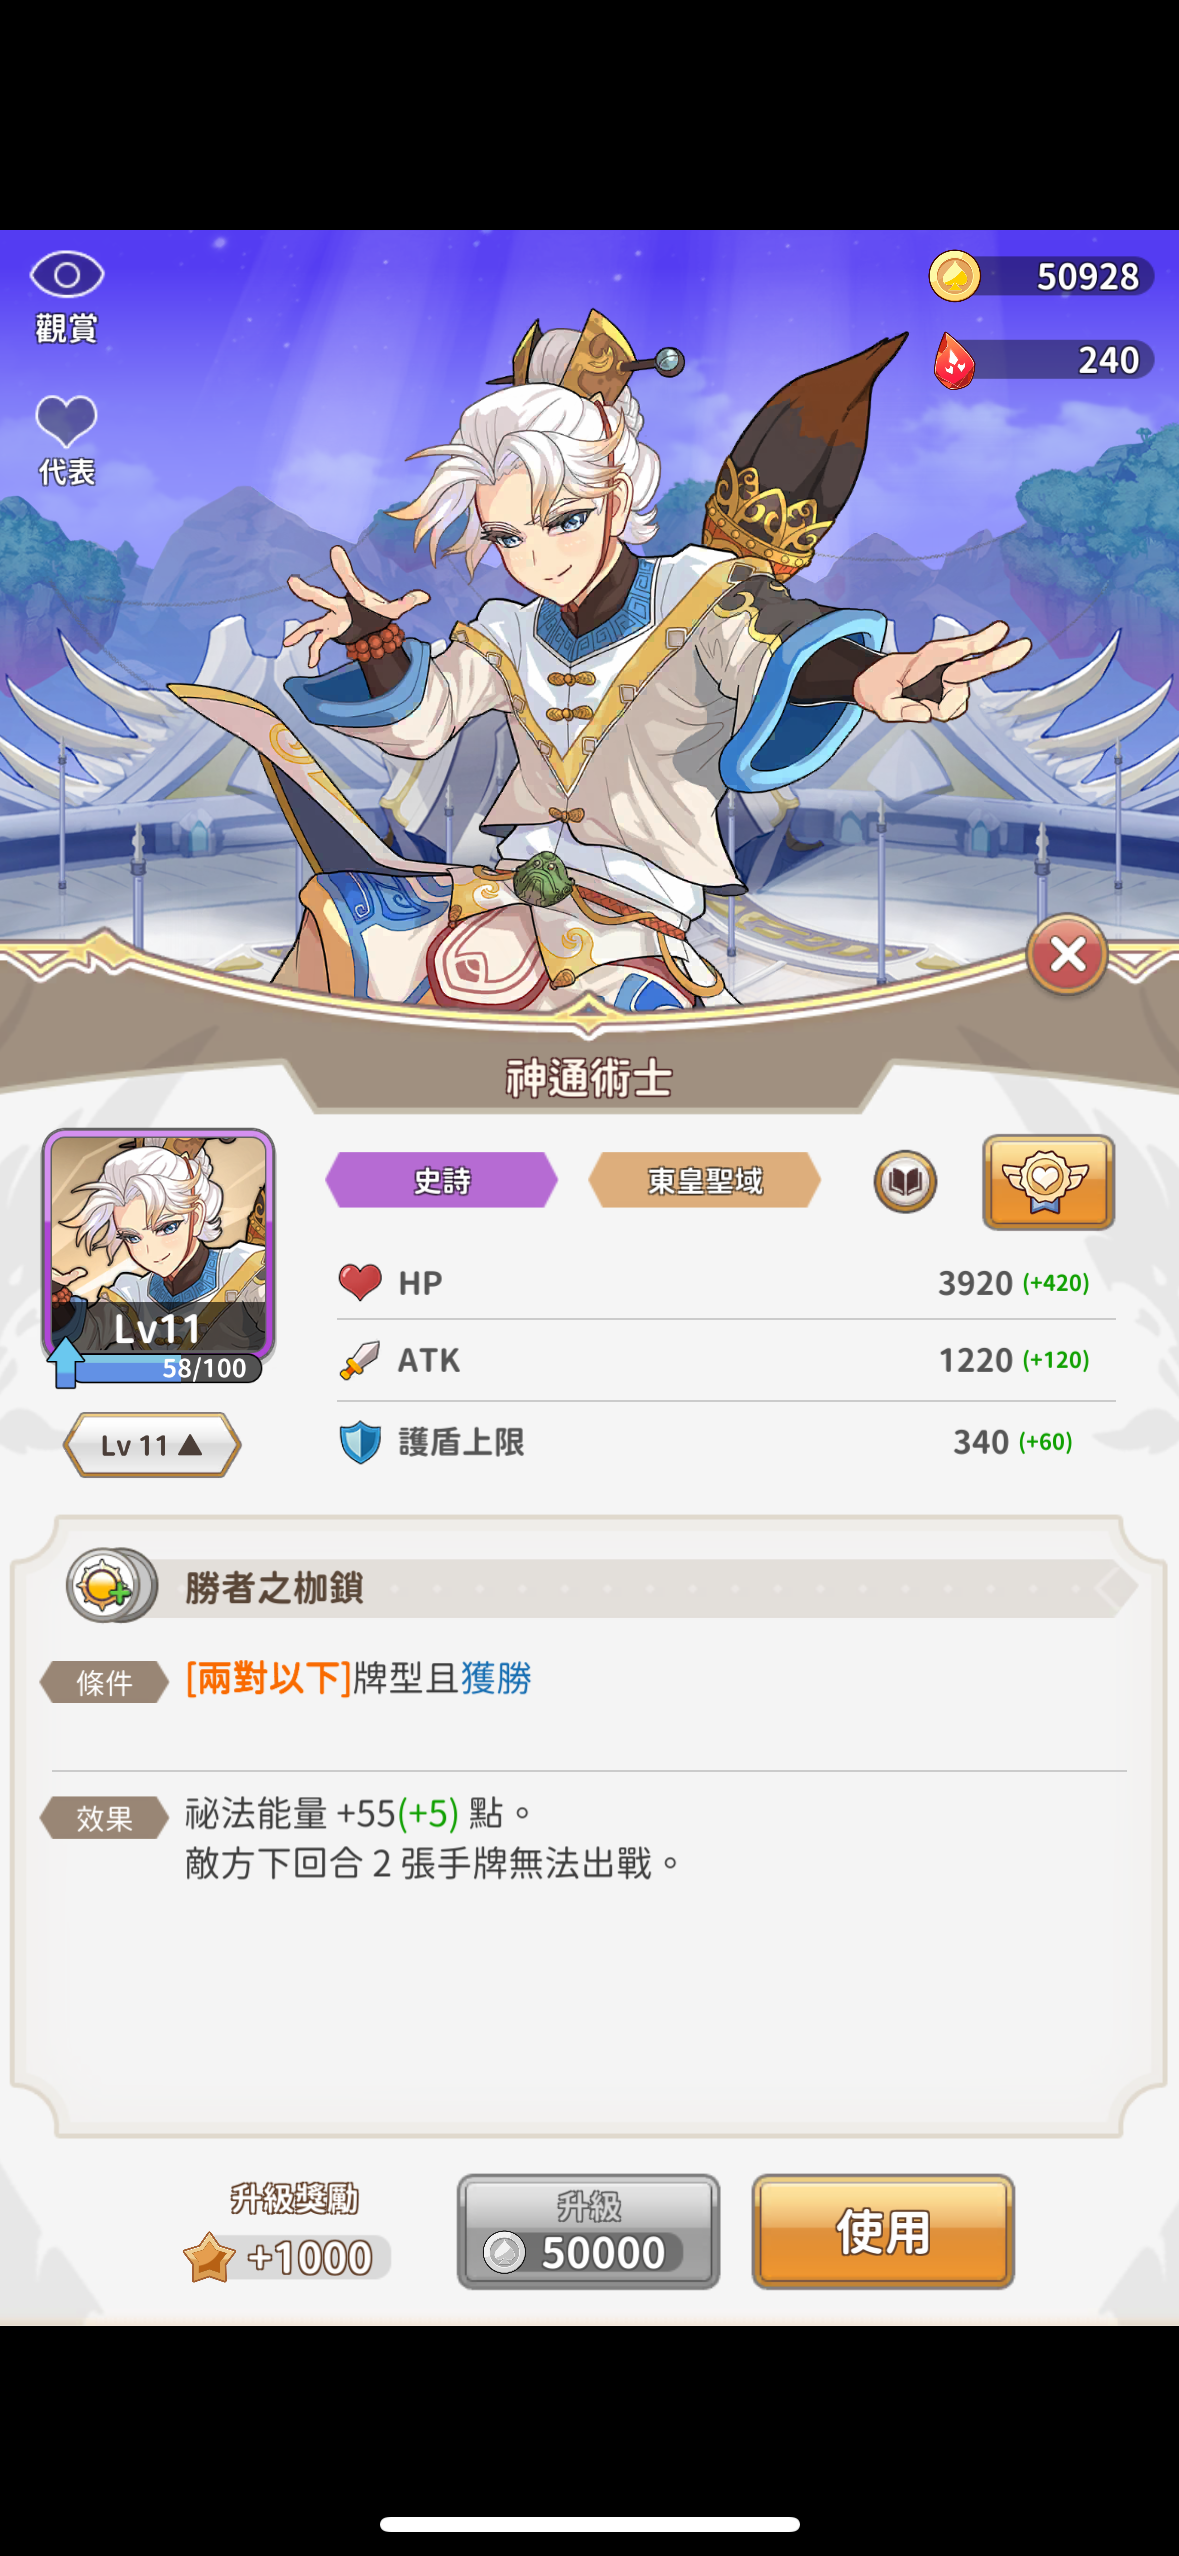 觀賞
50928
240
代表
神通術士
史詩
東皇聖域
Lv11
58/100
Lv 11 ▲
HP
3920 (+420)
ATK
1220 (+120)
護盾上限
340 (+60)
勝者之枷鎖
條件
[兩對以下]牌型且獲勝
效果
祕法能量 +55(+5) 點。
敵方下回合 2 張手牌無法出戰。
升級獎勵
+1000
升級
50000
使用